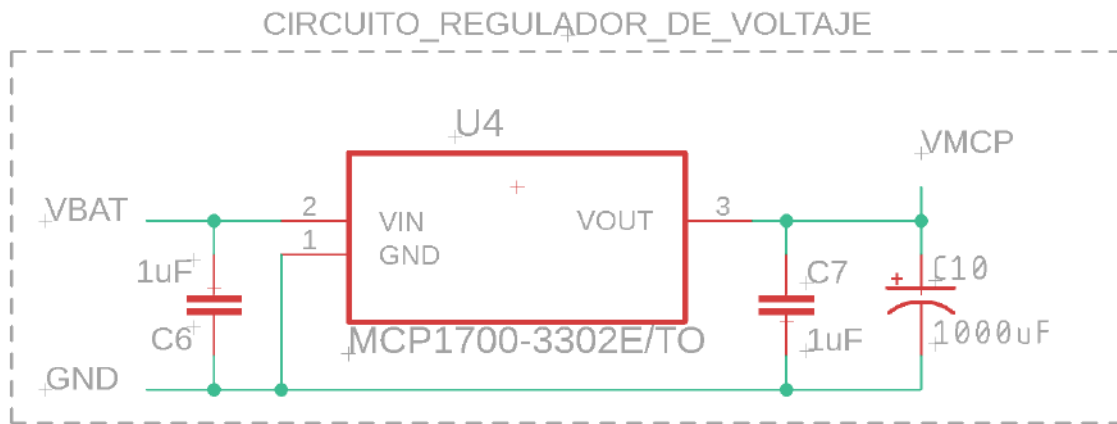 CIRCUITO_REGULADOR_DE_VOLTAJE
U4
VMCP
VBAT
2
VIN
VOUT
3
1
GND
1uF
C6
C7
1uF
C10
1000uF
MCP1700-3302E/TO
GND